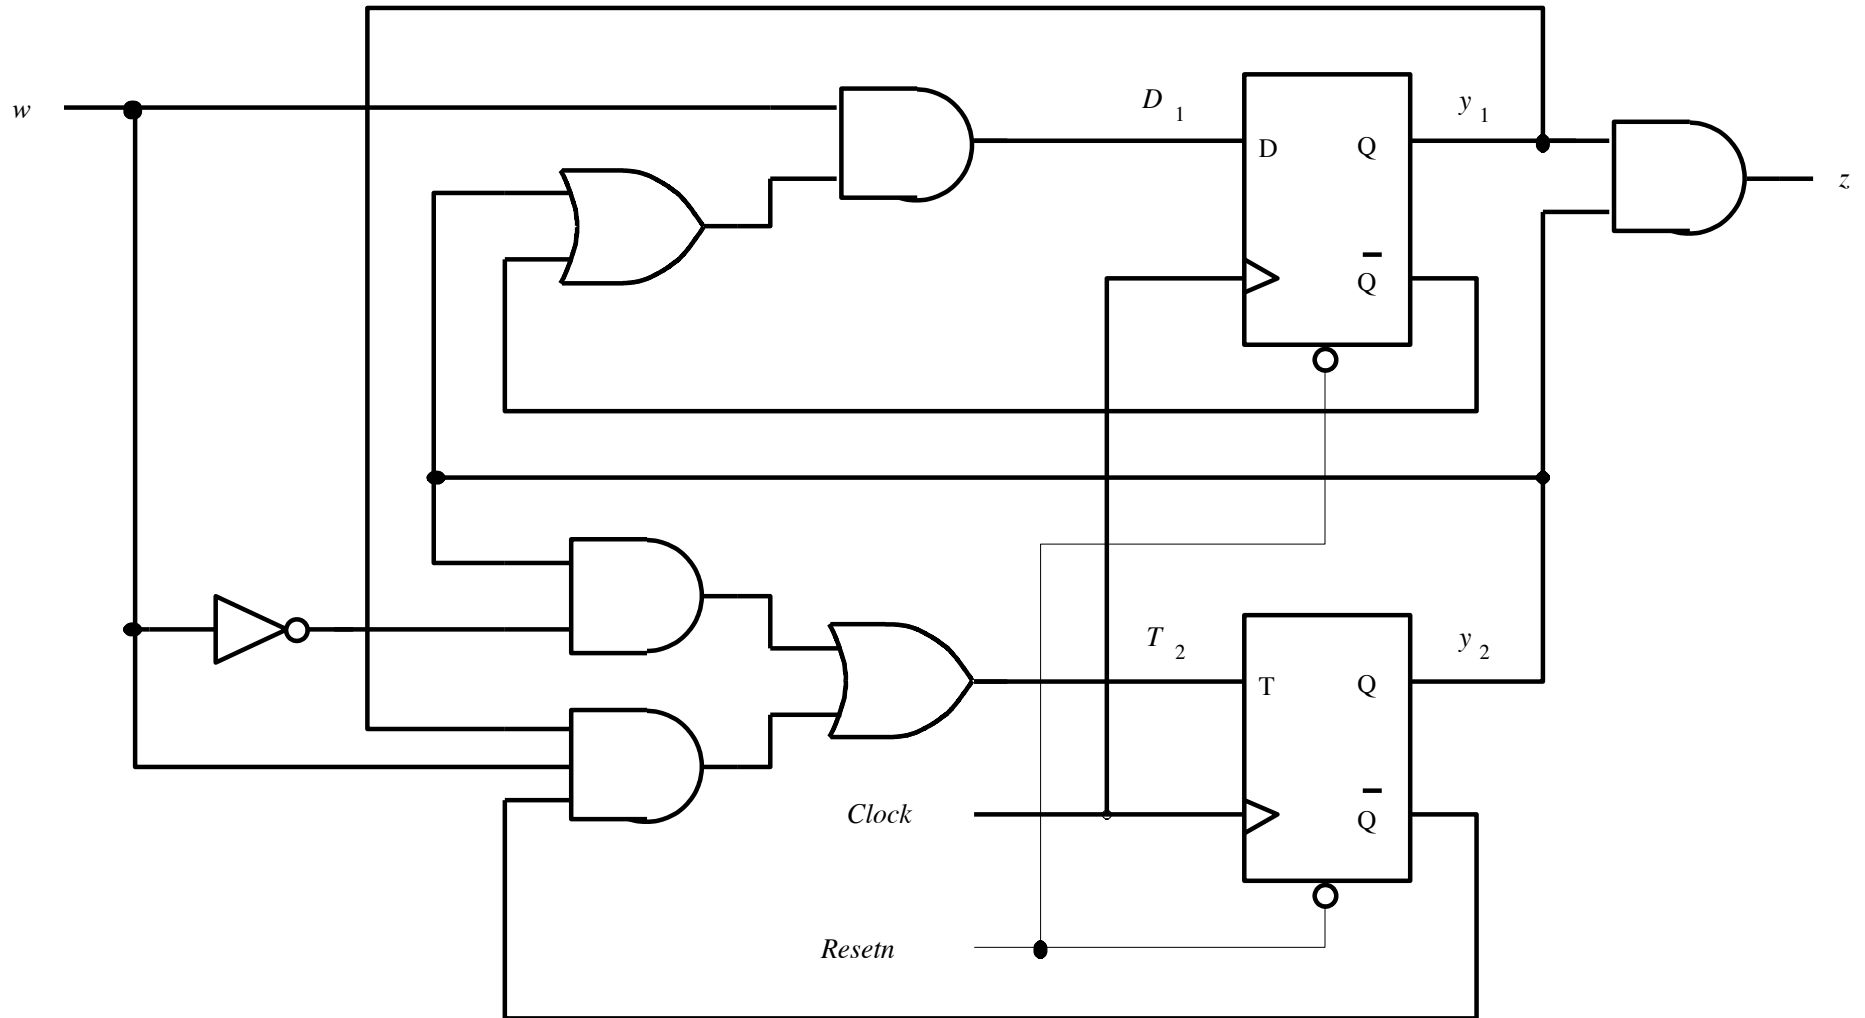 w
D 1
y 1
D Q
z
Q
T 2
y 2
T Q
Clock
Q
Resetn